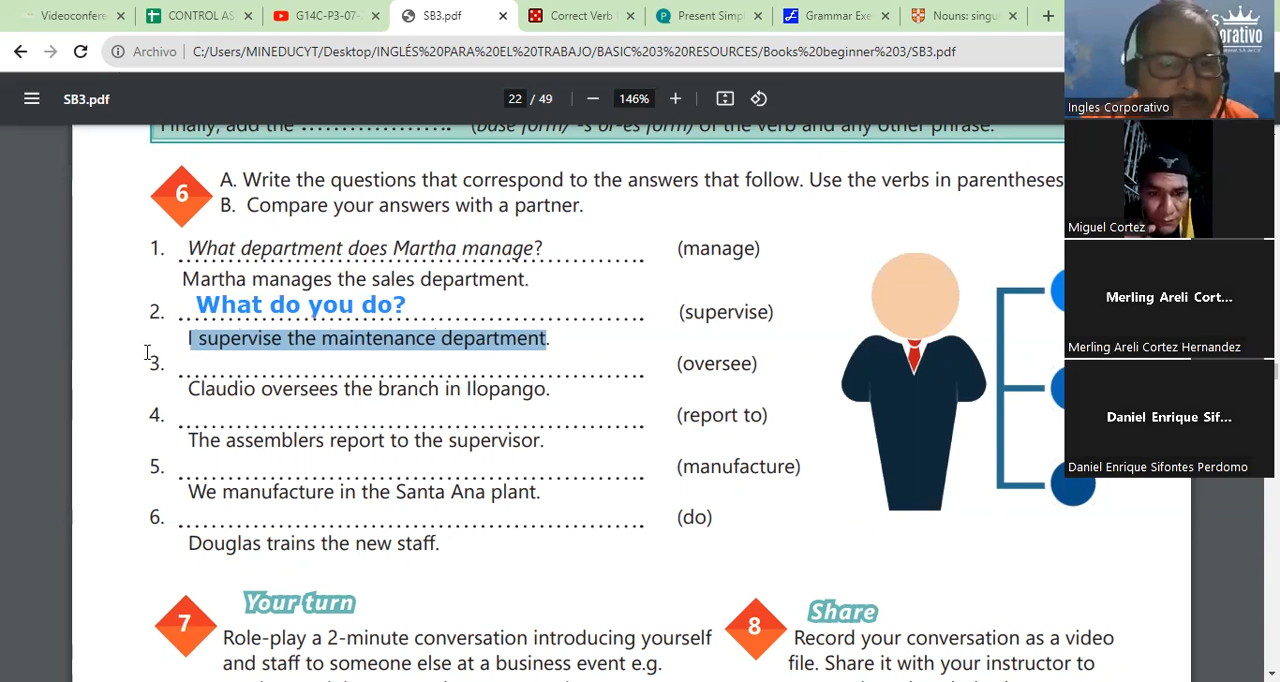 Videoconfere
CONTROL AS
G14C-P3-07-
SB3.pdf
Correct Verb
Present Simpl
Grammar Exe
Nouns: singu
Archivo
C:/Users/MINEDUCYT/Desktop/INGLÉS%20PARA%20EL%20TRABAJO/BASIC%203%20RESOURCES/Books%20beginner%203/SB3.pdf
SB3.pdf
22 / 49
146%
Ingles Corporativo
Miguel Cortez
Merling Areli Cort...
Merling Areli Cortez Hernandez
Daniel Enrique Sif...
Daniel Enrique Sifontes Perdomo
Finally, add the .................. (base form/ -s or-es form) of the verb and any other phrase.
6
A. Write the questions that correspond to the answers that follow. Use the verbs in parentheses
B. Compare your answers with a partner.
1. What department does Martha manage? (manage)
Martha manages the sales department.
2. What do you do? (supervise)
I supervise the maintenance department.
3. (oversee)
Claudio oversees the branch in Ilopango.
4. (report to)
The assemblers report to the supervisor.
5. (manufacture)
We manufacture in the Santa Ana plant.
6. (do)
Douglas trains the new staff.
7
Your turn
Role-play a 2-minute conversation introducing yourself
and staff to someone else at a business event e.g.
8
Share
Record your conversation as a video
file. Share it with your instructor to